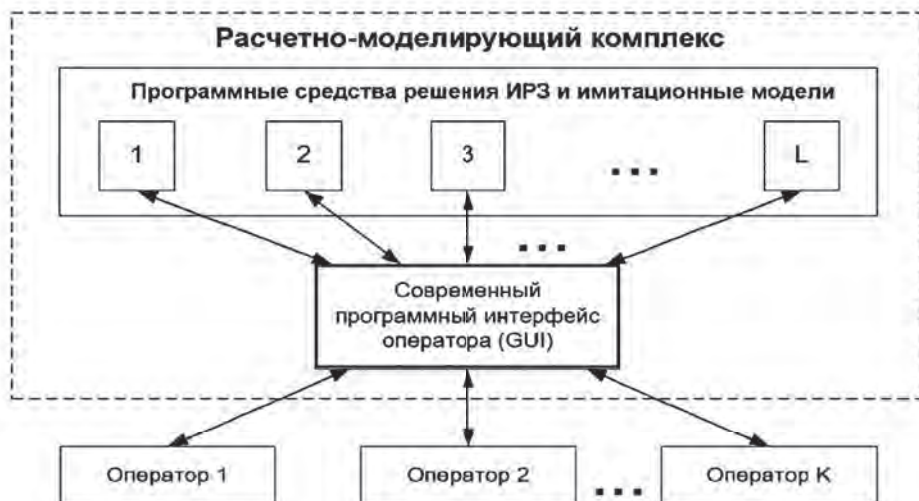 Расчетно-моделирующий комплекс
Программные средства решения ИРЗ и имитационные модели
1 2 3 ... L
...
Современный
программный интерфейс
оператора (GUI)
Оператор 1 Оператор 2 ... Оператор K